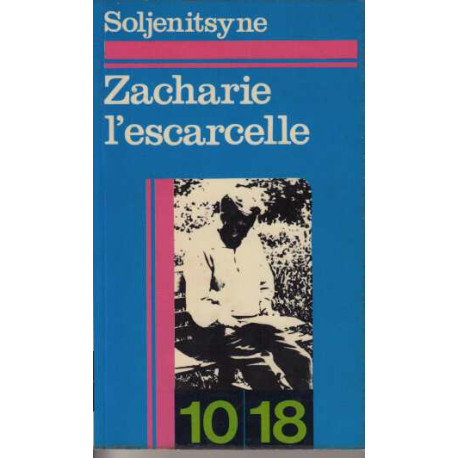 Soljenitsyne
Zacharie
l'escarcelle
10 18